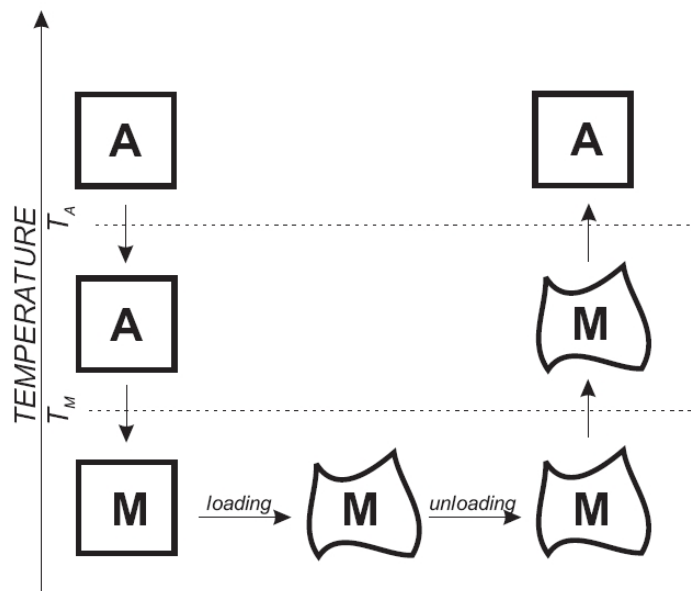 TEMPERATURE
T_A
T_M
A
A
A
M
M loading M unloading M